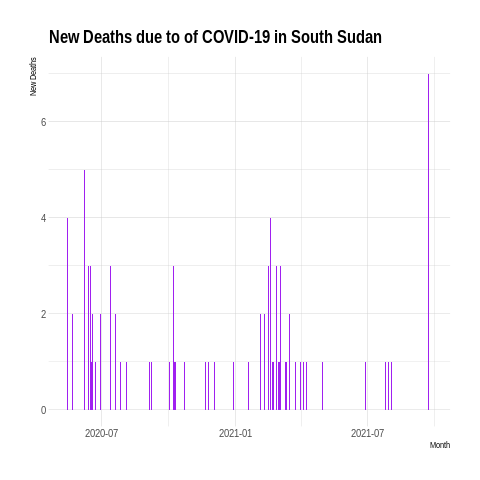 New Deaths due to of COVID-19 in South Sudan
New Deaths
6
4
2
0
2020-07 2021-01 2021-07
Month